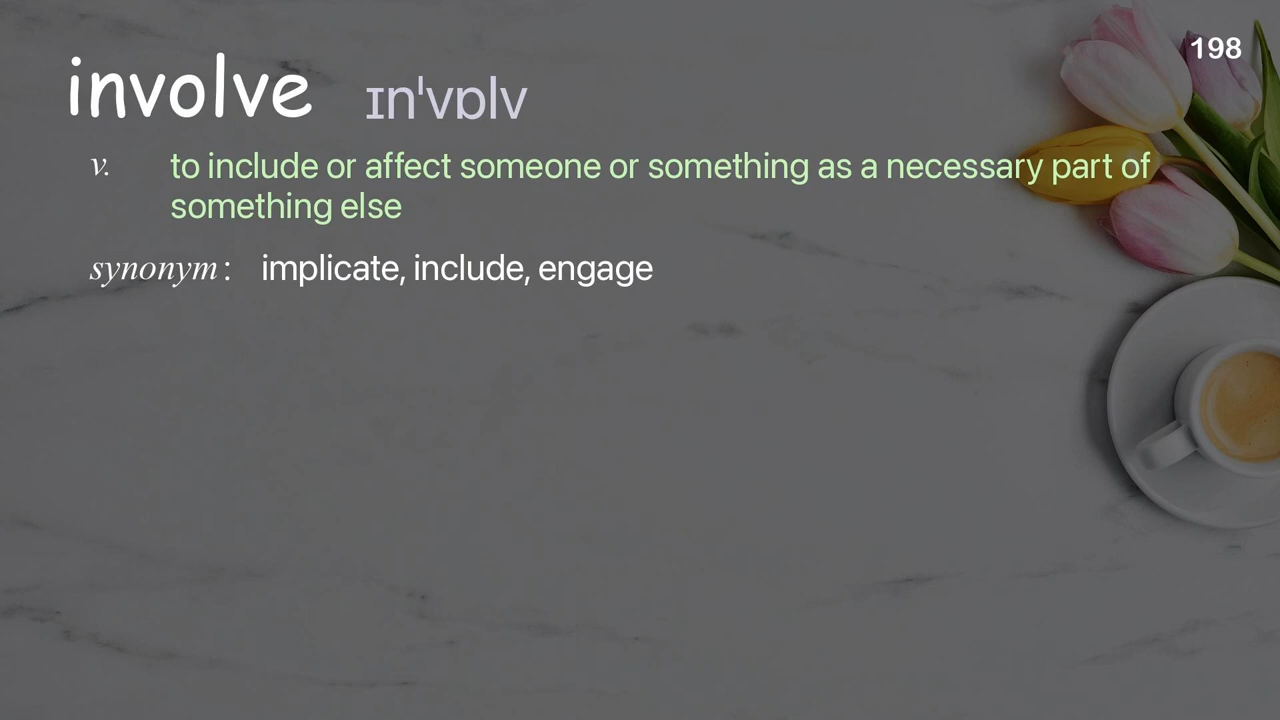 198
involve ɪnˈvɒlv
v. to include or affect someone or something as a necessary part of
something else
synonym : implicate, include, engage